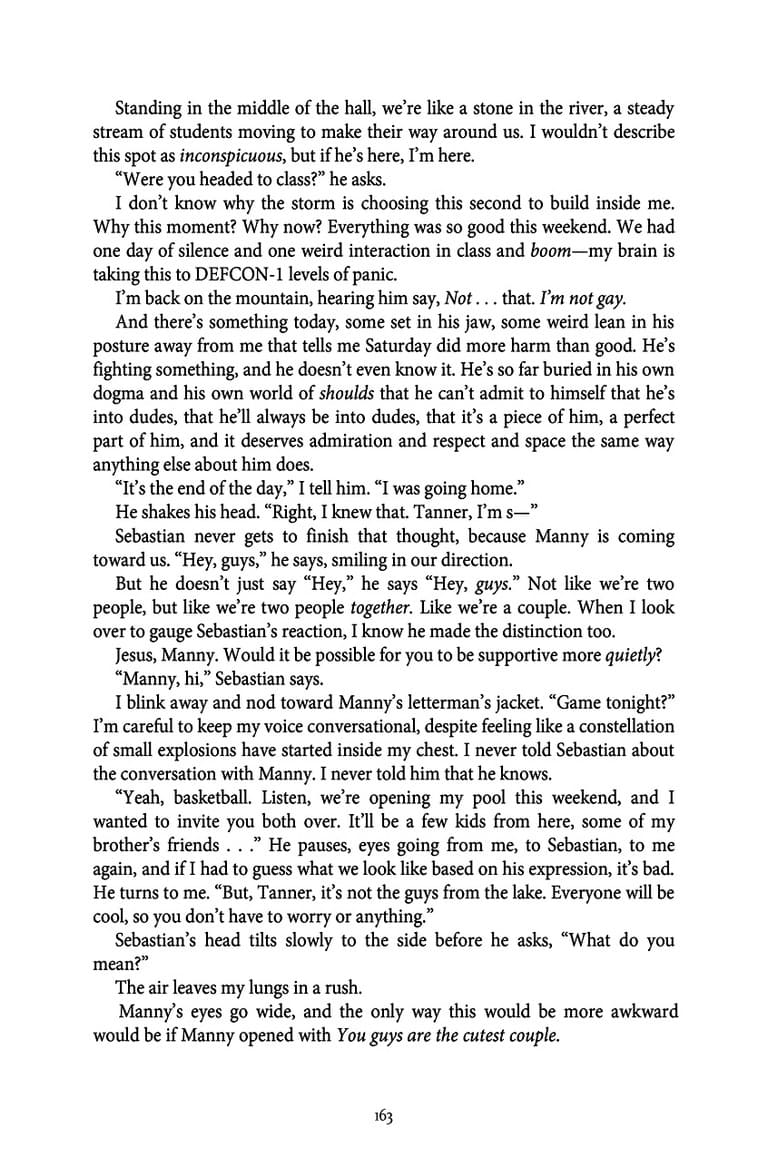 Standing in the middle of the hall, we’re like a stone in the river, a steady
stream of students moving to make their way around us. I wouldn’t describe
this spot as inconspicuous, but if he’s here, I’m here.
“Were you headed to class?” he asks.
I don’t know why the storm is choosing this second to build inside me.
Why this moment? Why now? Everything was so good this weekend. We had
one day of silence and one weird interaction in class and boom—my brain is
taking this to DEFCON-1 levels of panic.
I’m back on the mountain, hearing him say, Not . . . that. I’m not gay.
And there’s something today, some set in his jaw, some weird lean in his
posture away from me that tells me Saturday did more harm than good. He’s
fighting something, and he doesn’t even know it. He’s so far buried in his own
dogma and his own world of shoulds that he can’t admit to himself that he’s
into dudes, that he’ll always be into dudes, that it’s a piece of him, a perfect
part of him, and it deserves admiration and respect and space the same way
anything else about him does.
“It’s the end of the day,” I tell him. “I was going home.”
He shakes his head. “Right, I knew that. Tanner, I’m s—”
Sebastian never gets to finish that thought, because Manny is coming
toward us. “Hey, guys,” he says, smiling in our direction.
But he doesn’t just say “Hey,” he says “Hey, guys.” Not like we’re two
people, but like we’re two people together. Like we’re a couple. When I look
over to gauge Sebastian’s reaction, I know he made the distinction too.
Jesus, Manny. Would it be possible for you to be supportive more quietly?
“Manny, hi,” Sebastian says.
I blink away and nod toward Manny’s letterman’s jacket. “Game tonight?”
I’m careful to keep my voice conversational, despite feeling like a constellation
of small explosions have started inside my chest. I never told Sebastian about
the conversation with Manny. I never told him that he knows.
“Yeah, basketball. Listen, we’re opening my pool this weekend, and I
wanted to invite you both over. It’ll be a few kids from here, some of my
brother’s friends . . .” He pauses, eyes going from me, to Sebastian, to me
again, and if I had to guess what we look like based on his expression, it’s bad.
He turns to me. “But, Tanner, it’s not the guys from the lake. Everyone will be
cool, so you don’t have to worry or anything.”
Sebastian’s head tilts slowly to the side before he asks, “What do you
mean?”
The air leaves my lungs in a rush.
Manny’s eyes go wide, and the only way this would be more awkward
would be if Manny opened with You guys are the cutest couple.
163